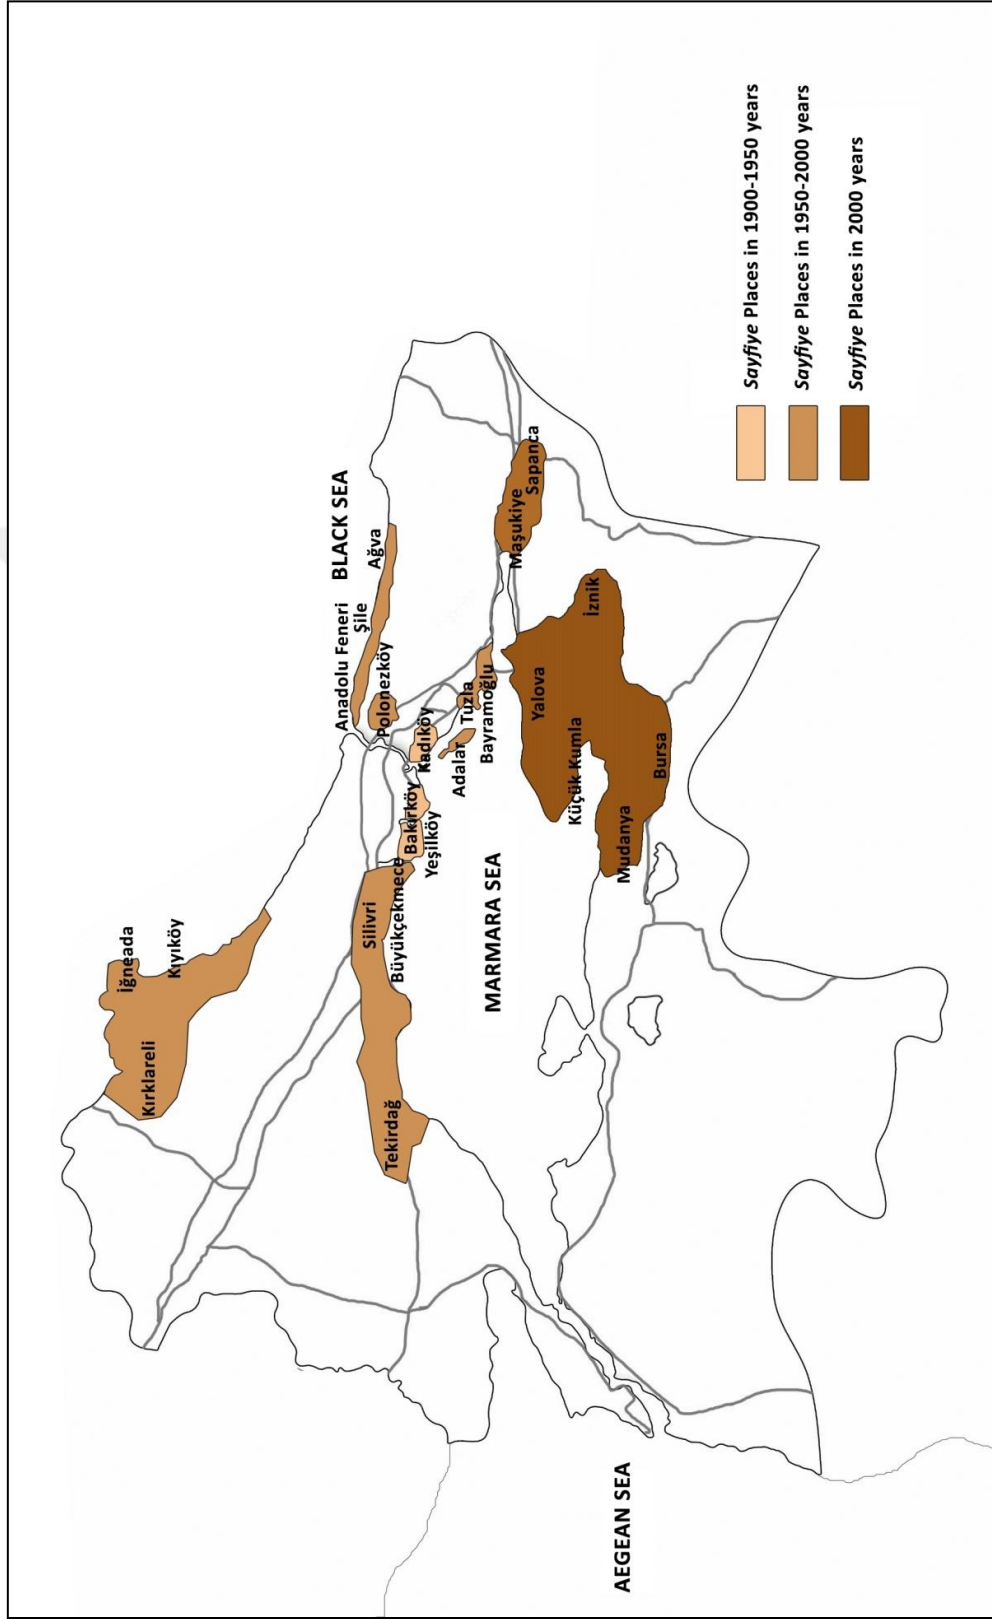 BLACK SEA
İğneada
Kıyıköy
Kırklareli
Anadolu Feneri
Şile
Ağva
Polonezköy
Silivri
Büyükçekmece
Tekirdağ
Bakırköy
Yeşilköy
Kadıköy
Adalar
Tuzla
Bayramoğlu
Maşukiye
Sapanca
MARMARA SEA
Yalova
İznik
Küçük Kumla
Mudanya
Bursa
AEGEAN SEA
Sayfiye Places in 1900-1950 years
Sayfiye Places in 1950-2000 years
Sayfiye Places in 2000 years